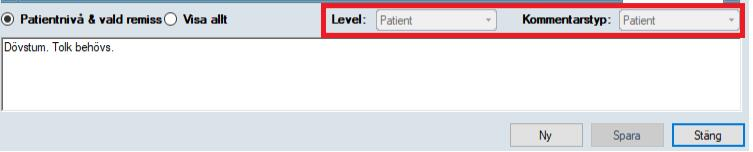 Patientnivå & vald remiss Visa allt Level: Patient Kommentarstyp: Patient
Dövstum. Tolk behövs.
Ny Spara Stäng